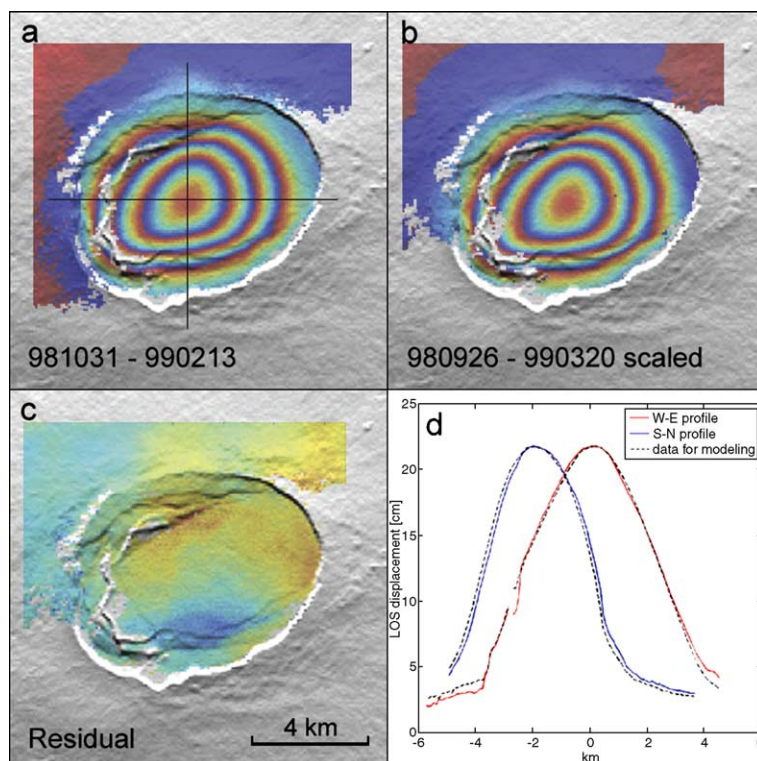 a
981031 - 990213
b
980926 - 990320 scaled
c
Residual
4 km
d
25
20
15
10
5
0
LOS displacement [cm]
W-E profile
S-N profile
data for modeling
-6 -4 -2 0 2 4
km